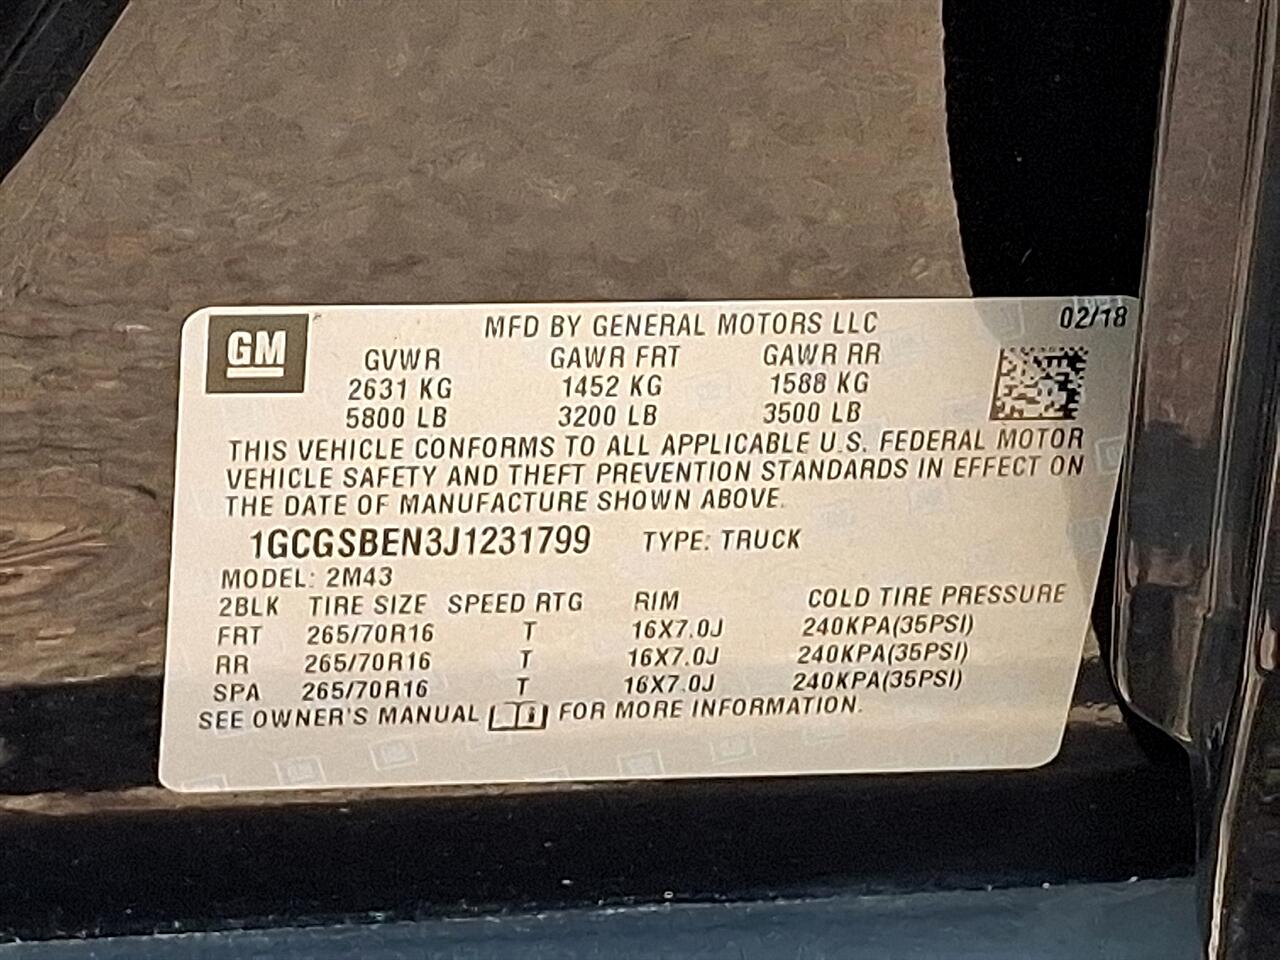 GM
MFD BY GENERAL MOTORS LLC
02/18
GVWR GAWR FRT GAWR RR
2631 KG 1452 KG 1588 KG
5800 LB 3200 LB 3500 LB
THIS VEHICLE CONFORMS TO ALL APPLICABLE U.S. FEDERAL MOTOR
VEHICLE SAFETY AND THEFT PREVENTION STANDARDS IN EFFECT ON
THE DATE OF MANUFACTURE SHOWN ABOVE.
1GCGSBEN3J1231799 TYPE: TRUCK
MODEL: 2M43
2BLK TIRE SIZE SPEED RTG RIM COLD TIRE PRESSURE
FRT 265/70R16 T 16X7.0J 240KPA(35PSI)
RR 265/70R16 T 16X7.0J 240KPA(35PSI)
SPA 265/70R16 T 16X7.0J 240KPA(35PSI)
SEE OWNER'S MANUAL FOR MORE INFORMATION.